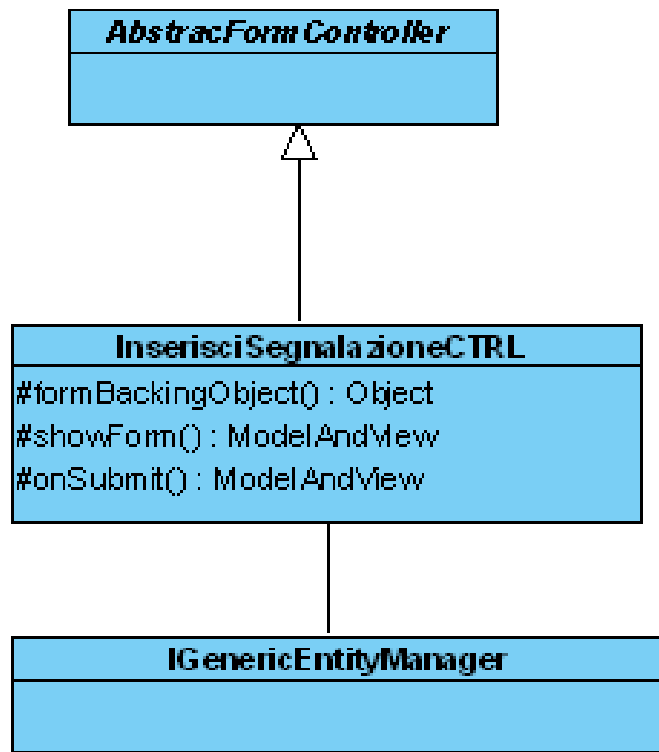 AbstracFormController
InserisciSegnalazioneCTRL
#formBackingObject() : Object
#showForm() : ModelAndView
#onSubmit() : ModelAndView
IGenericEntityManager